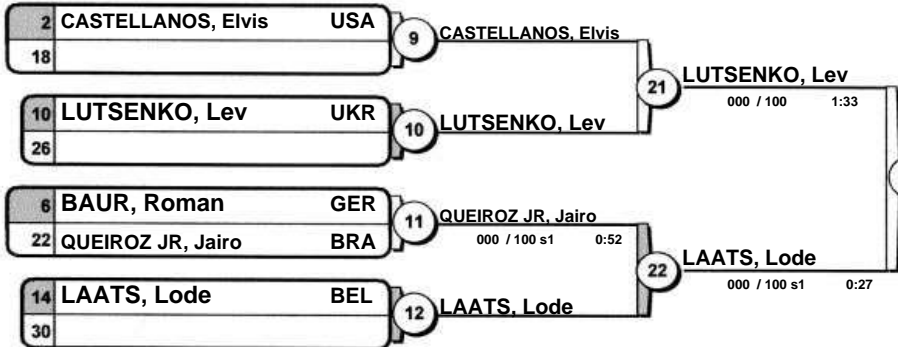 2 CASTELLANOS, Elvis USA
18
9
CASTELLANOS, Elvis
10 LUTSENKO, Lev UKR
26
10
LUTSENKO, Lev
21
LUTSENKO, Lev
000 / 100 1:33
6 BAUR, Roman GER
22 QUEIROZ JR, Jairo BRA
11
QUEIROZ JR, Jairo
000 / 100 s1 0:52
14 LAATS, Lode BEL
30
12
LAATS, Lode
22
LAATS, Lode
000 / 100 s1 0:27